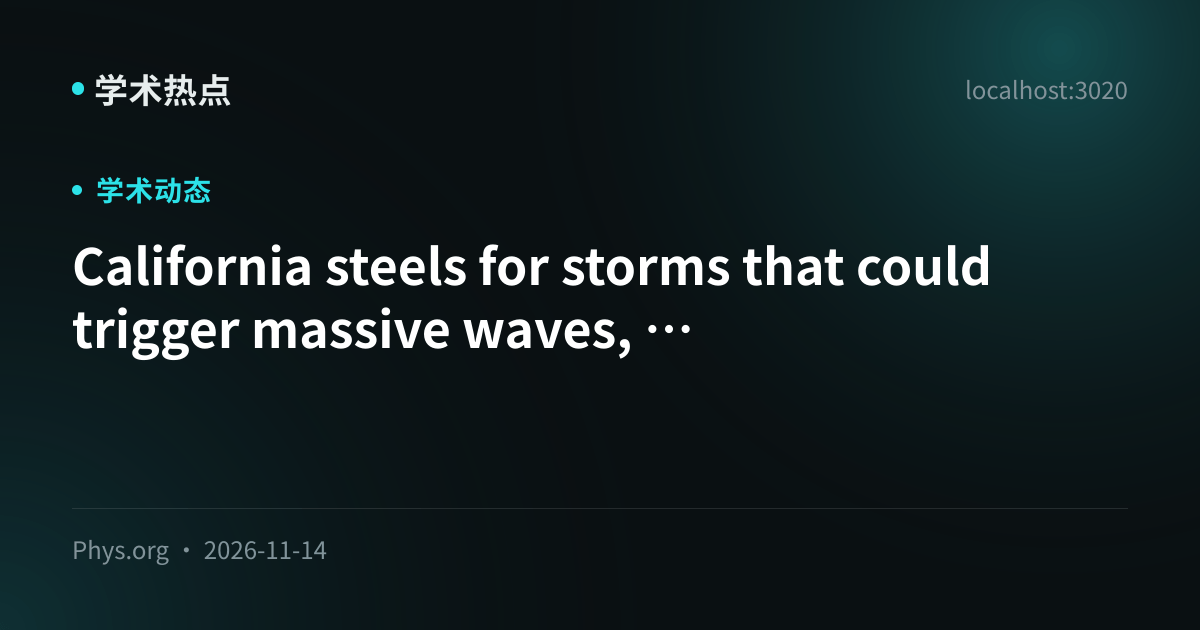 学术热点
localhost:3020
学术动态
California steels for storms that could
trigger massive waves, …
Phys.org · 2026-11-14